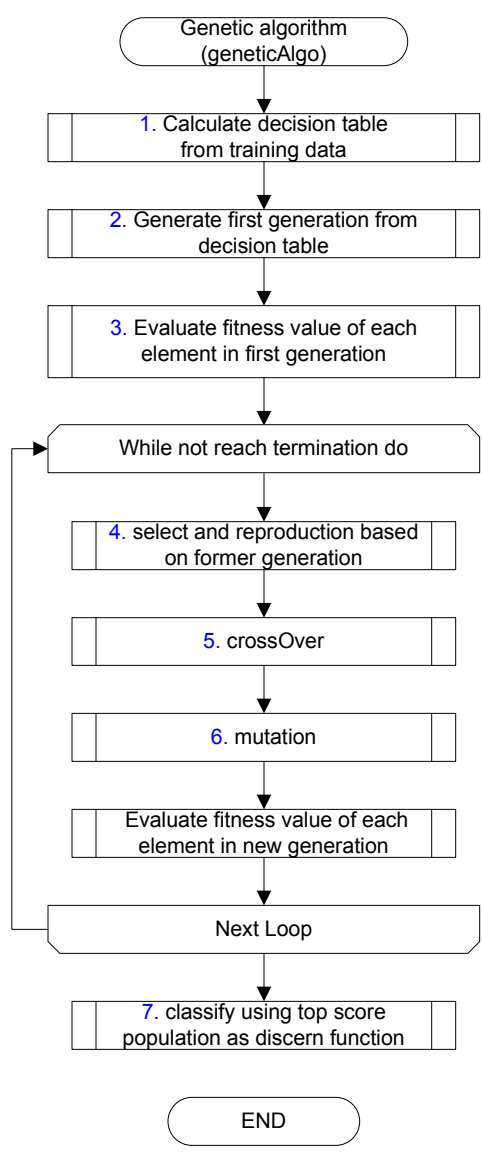 Genetic algorithm
(geneticAlgo)
1. Calculate decision table
from training data
2. Generate first generation from
decision table
3. Evaluate fitness value of each
element in first generation
While not reach termination do
4. select and reproduction based
on former generation
5. crossOver
6. mutation
Evaluate fitness value of each
element in new generation
Next Loop
7. classify using top score
population as discern function
END